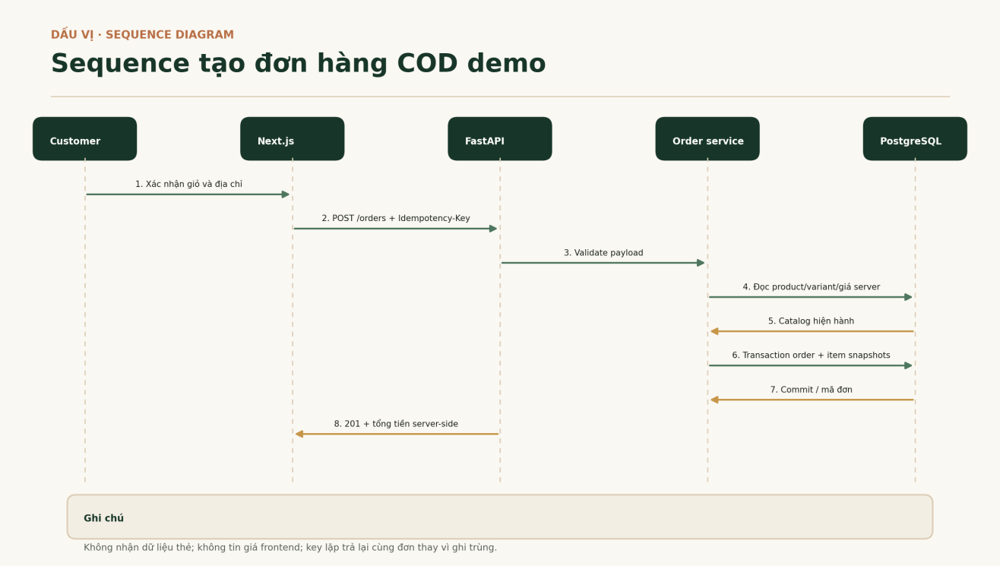 DẤU VỊ · SEQUENCE DIAGRAM
Sequence tạo đơn hàng COD demo
Customer
Next.js
FastAPI
Order service
PostgreSQL
1. Xác nhận giỏ và địa chỉ
2. POST /orders + Idempotency-Key
3. Validate payload
4. Đọc product/variant/giá server
5. Catalog hiện hành
6. Transaction order + item snapshots
7. Commit / mã đơn
8. 201 + tổng tiền server-side
Ghi chú
Không nhận dữ liệu thẻ; không tin giá frontend; key lặp trả lại cùng đơn thay vì ghi trùng.